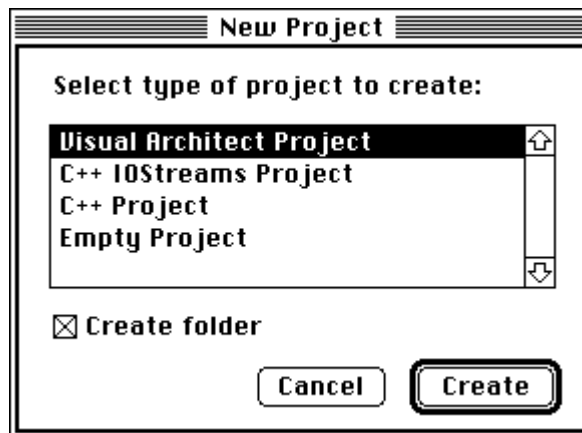 New Project
Select type of project to create:
Visual Architect Project
C++ IOStreams Project
C++ Project
Empty Project
Create folder
Cancel Create